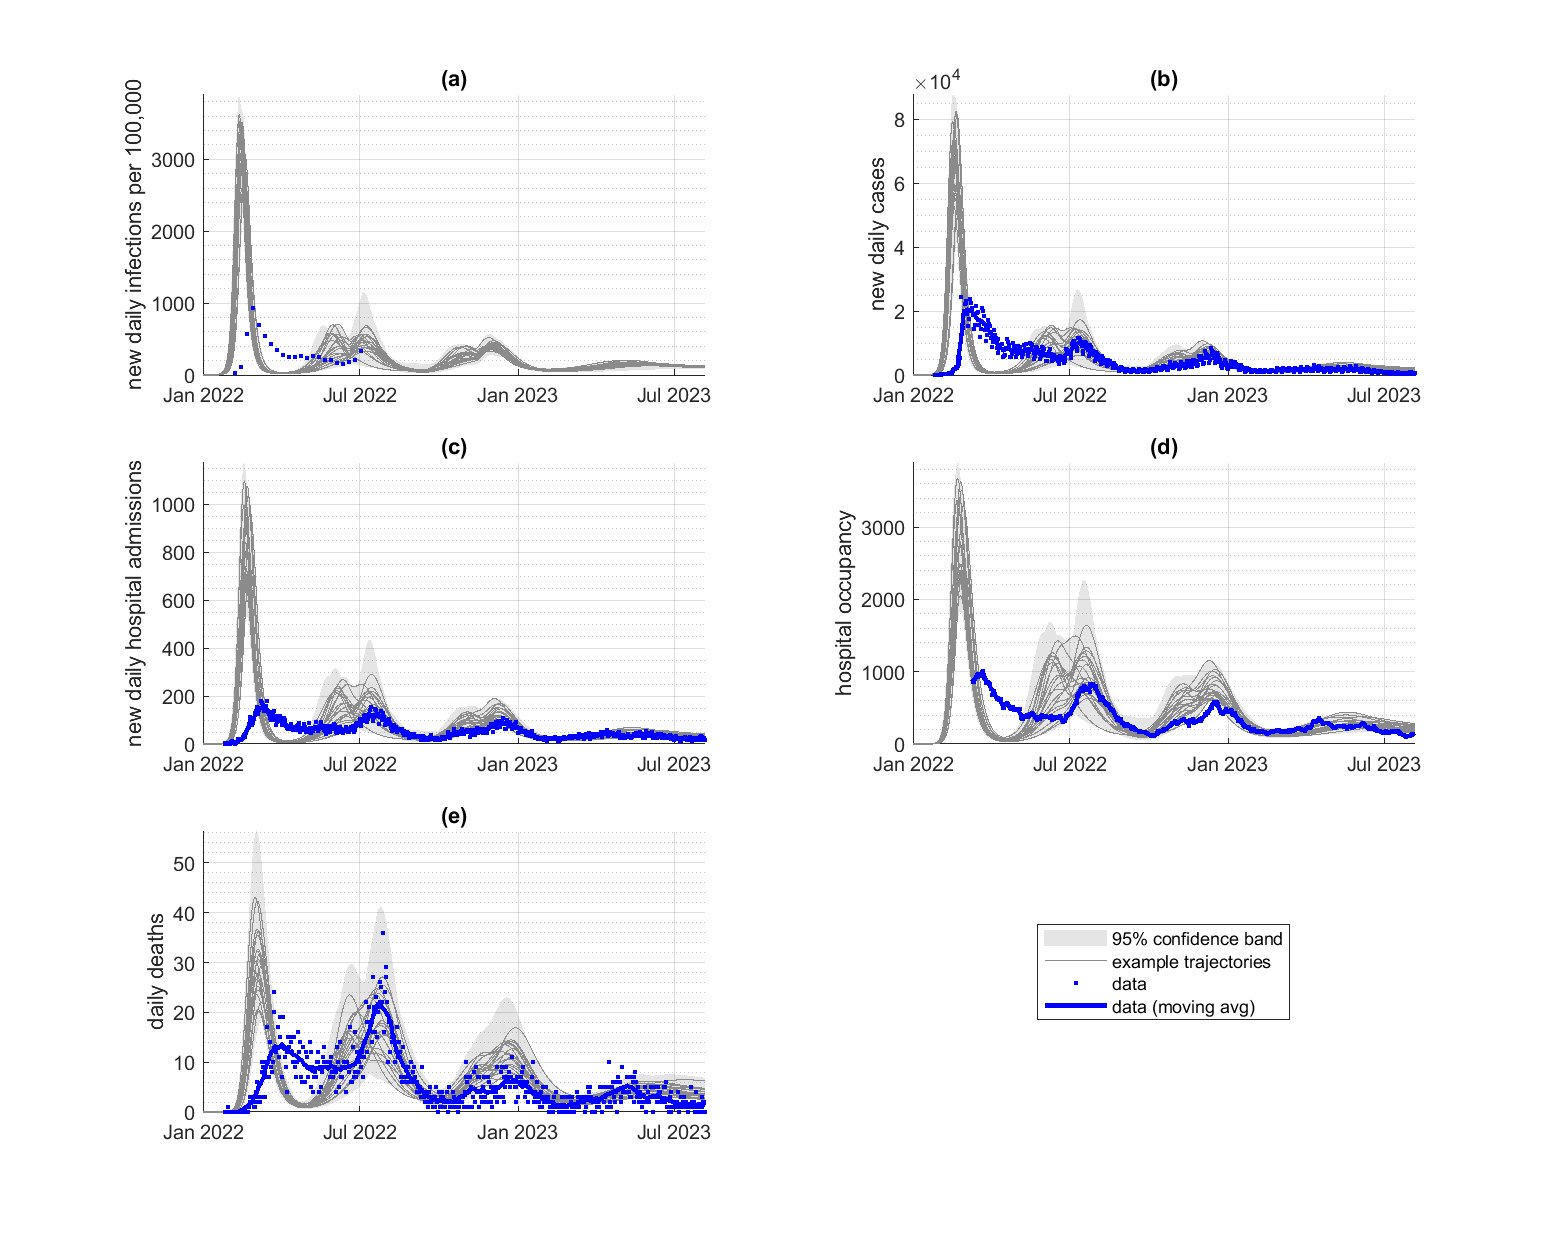 (a)
new daily infections per 100,000
3000
2000
1000
0
Jan 2022 Jul 2022 Jan 2023 Jul 2023
(b)
×10⁴
new daily cases
8
6
4
2
0
Jan 2022 Jul 2022 Jan 2023 Jul 2023
(c)
new daily hospital admissions
1000
800
600
400
200
0
Jan 2022 Jul 2022 Jan 2023 Jul 2023
(d)
hospital occupancy
3000
2000
1000
0
Jan 2022 Jul 2022 Jan 2023 Jul 2023
(e)
daily deaths
50
40
30
20
10
0
Jan 2022 Jul 2022 Jan 2023 Jul 2023
95% confidence band
example trajectories
data
data (moving avg)